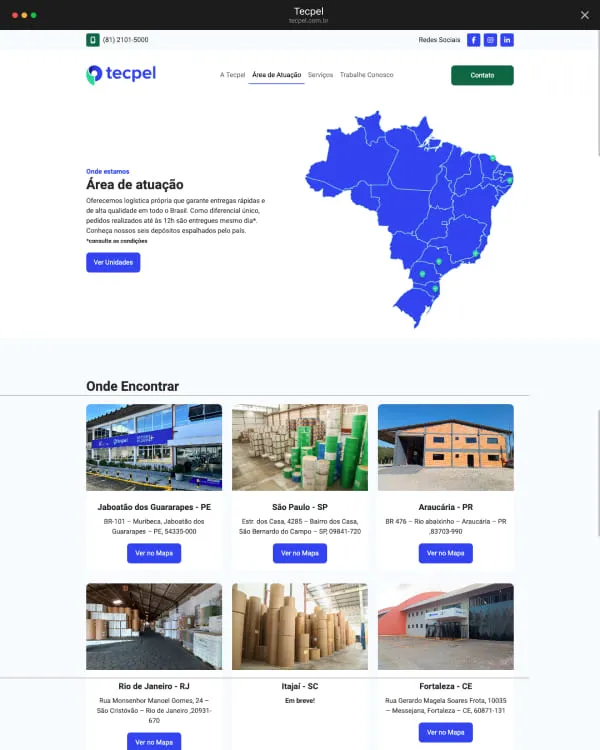 Tecpel
tecpel.com.br
(81) 2101-5000
Redes Sociais
tecpel
A Tecpel
Área de Atuação
Serviços
Trabalhe Conosco
Contato
Onde estamos
Área de atuação
Oferecemos logística própria que garante entregas rápidas e
de alta qualidade em todo o Brasil. Como diferencial único,
pedidos realizados até às 12h são entregues mesmo dia*.
Conheça nossos seis depósitos espalhados pelo país.
*consulte as condições
Ver Unidades
Onde Encontrar
tecpel
Jaboatão dos Guararapes - PE
BR-101 – Muribeca, Jaboatão dos
Guararapes – PE, 54335-000
Ver no Mapa
São Paulo - SP
Estr. dos Casa, 4285 – Bairro dos Casa,
São Bernardo do Campo – SP, 09841-720
Ver no Mapa
Araucária - PR
BR 476 – Rio abaixinho – Araucária – PR
,83703-990
Ver no Mapa
Rio de Janeiro - RJ
Rua Monsenhor Manoel Gomes, 24 –
São Cristóvão – Rio de Janeiro ,20931-
670
Ver no Mapa
Itajaí - SC
Em breve!
Fortaleza - CE
Rua Gerardo Magela Soares Frota, 10035
– Messejana, Fortaleza – CE, 60871-131
Ver no Mapa